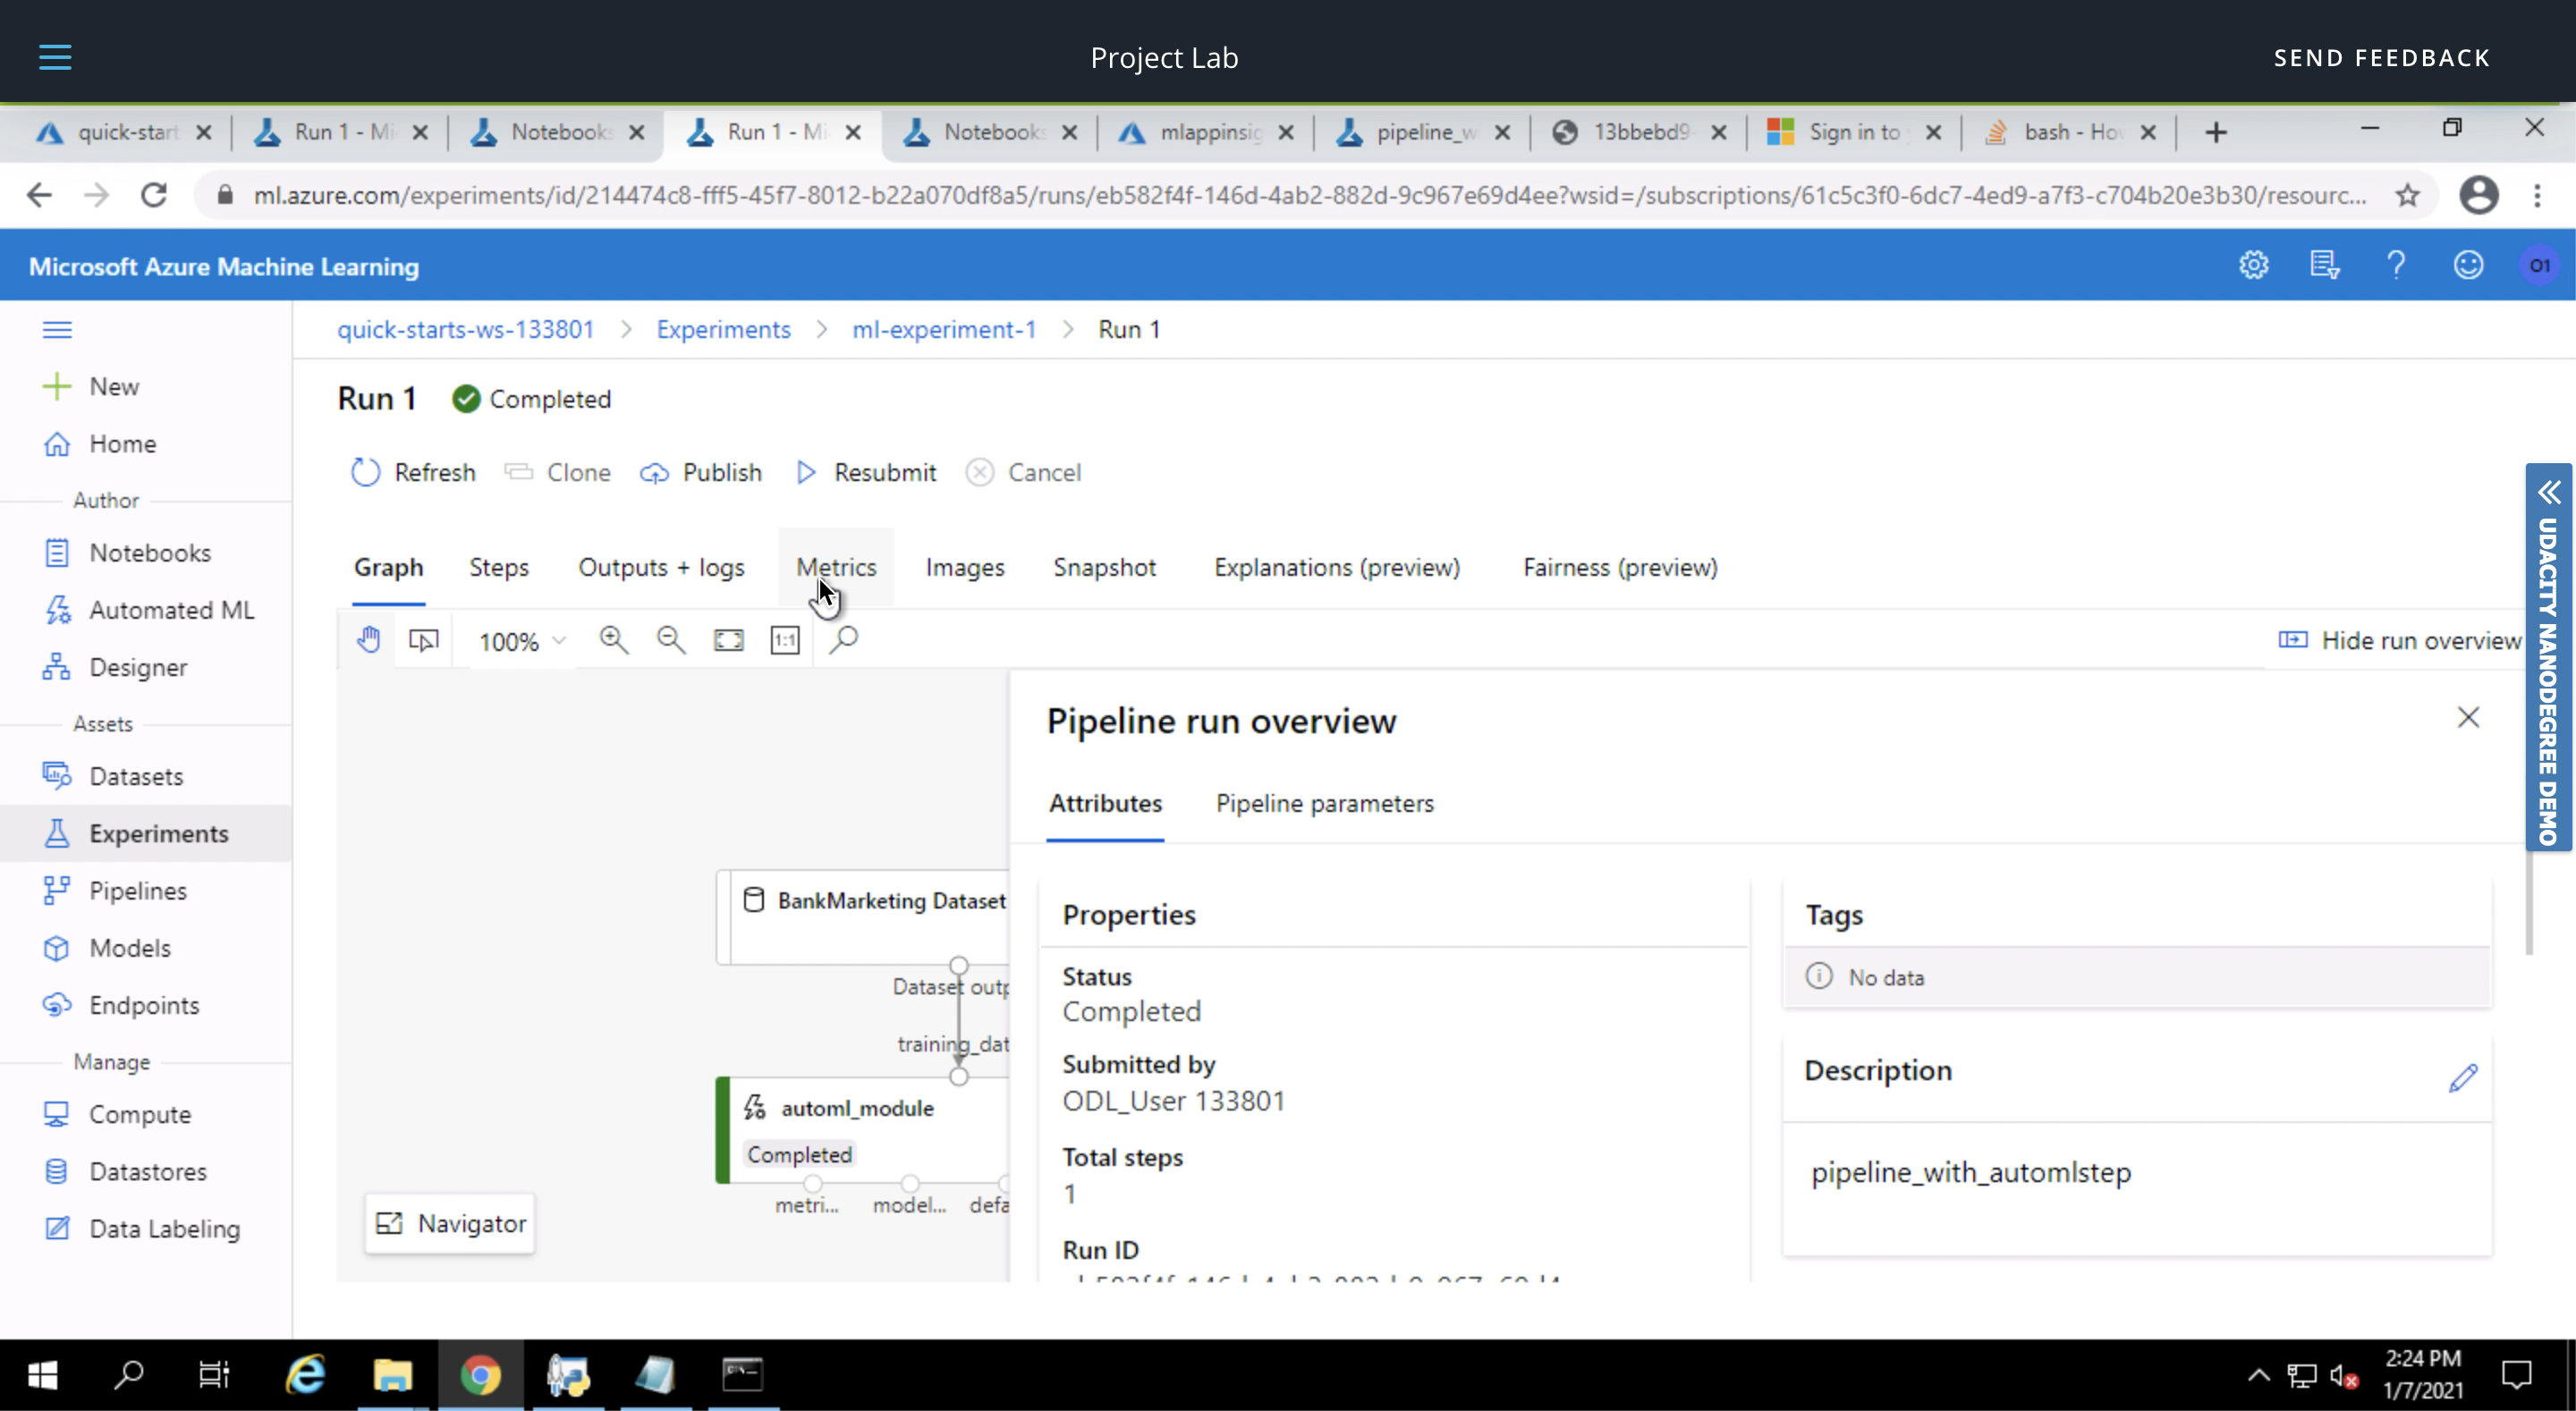 Project Lab
SEND FEEDBACK
quick-start
Run 1 - Mi
Notebook
Run 1 - Mi
Notebook
mlappinsig
pipeline_w
13bbebd9
Sign in to
bash - Ho
ml.azure.com/experiments/id/214474c8-fff5-45f7-8012-b22a070df8a5/runs/eb582f4f-146d-4ab2-882d-9c967e69d4ee?wsid=/subscriptions/61c5c3f0-6dc7-4ed9-a7f3-c704b20e3b30/resourc...
Microsoft Azure Machine Learning
O1
quick-starts-ws-133801 > Experiments > ml-experiment-1 > Run 1
New
Home
Author
Notebooks
Automated ML
Designer
Assets
Datasets
Experiments
Pipelines
Models
Endpoints
Manage
Compute
Datastores
Data Labeling
Run 1 Completed
Refresh Clone Publish Resubmit Cancel
Graph Steps Outputs + logs Metrics Images Snapshot Explanations (preview) Fairness (preview)
100% 1:1
Hide run overview
BankMarketing Dataset
Dataset outp
training_dat
automl_module
Completed
metri... model... defa
Navigator
Pipeline run overview
Attributes Pipeline parameters
Properties
Status
Completed
Submitted by
ODL_User 133801
Total steps
1
Run ID
Tags
No data
Description
pipeline_with_automlstep
UDACITY NANODEGREE DEMO
2:24 PM
1/7/2021